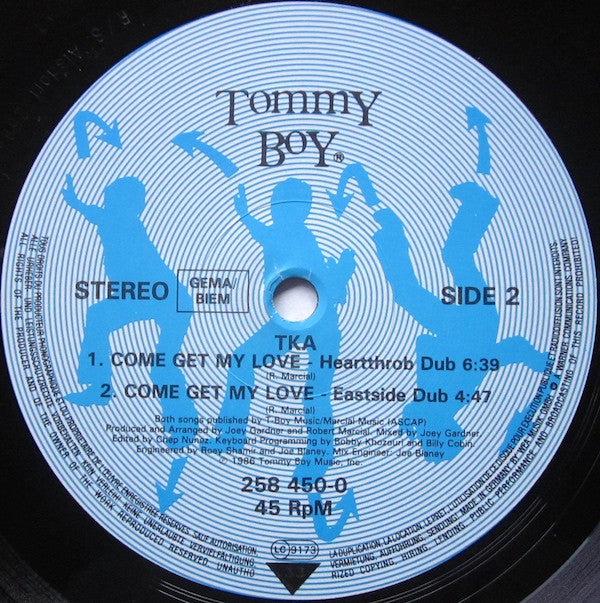 Tommy
Boy®
STEREO
GEMA/
BIEM
SIDE 2
TKA
1. COME GET MY LOVE - Heartthrob Dub 6:39
(R. Marcial)
2. COME GET MY LOVE - Eastside Dub 4:47
(R. Marcial)
Both songs published by T-Boy Music/Marcial Music (ASCAP)
Produced and Arranged by Joey Gardner and Robert Marcial. Mixed by Joey Gardner.
Edited by Chep Nunez. Keyboard Programming by Bobby Khozouri and Billy Cobin.
Engineered by Roey Shamir and Joe Blaney. Mix Engineer: Joe Blaney
© 1986 Tommy Boy Music, Inc.
258 450-0
45 RpM
LC 9173
ALL RIGHTS OF THE PRODUCER AND OF THE OWNER OF THE WORK REPRODUCED RESERVED. UNAUTHO
RIZED COPYING, HIRING, LENDING, PUBLIC PERFORMANCE AND BROADCASTING OF THIS RECORD PROHIBITED!